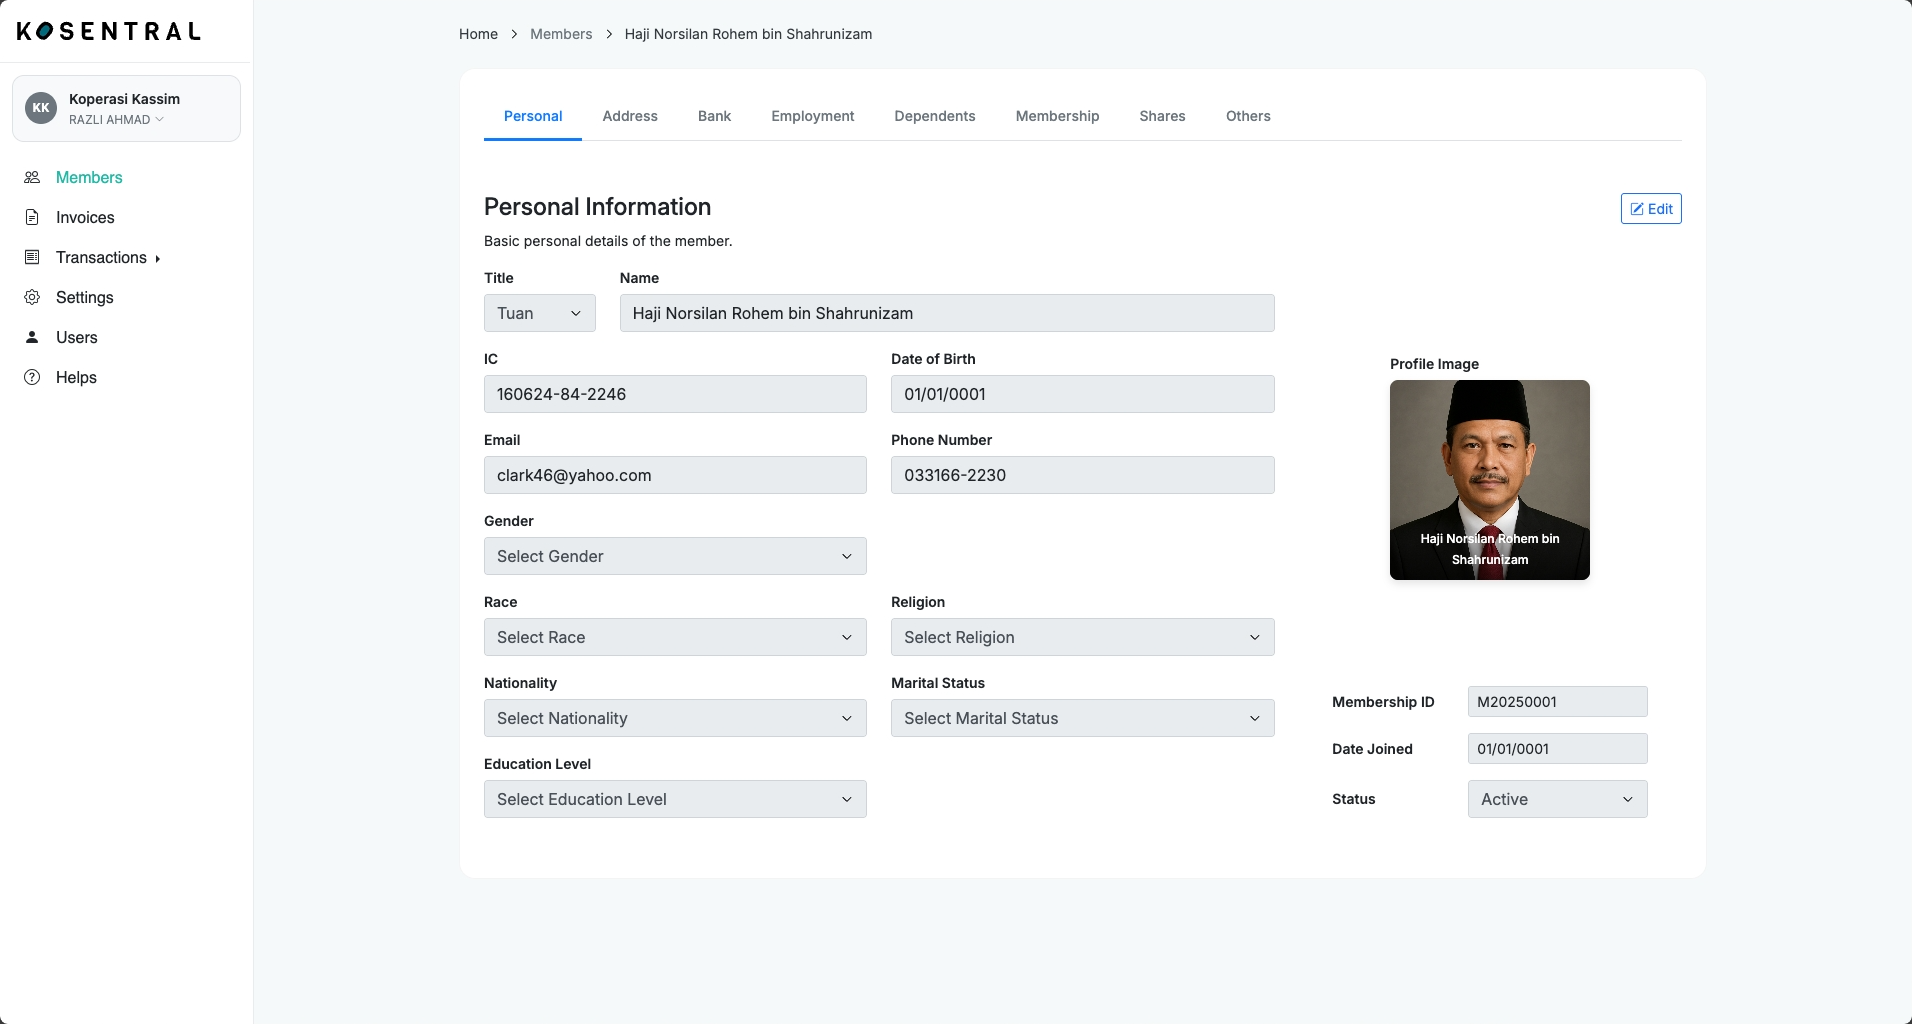 KOSENTRAL
KK
Koperasi Kassim
RAZLI AHMAD
Members
Invoices
Transactions
Settings
Users
Helps
Home > Members > Haji Norsilan Rohem bin Shahrunizam
Personal Address Bank Employment Dependents Membership Shares Others
Personal Information
Edit
Basic personal details of the member.
Title Name
Tuan Haji Norsilan Rohem bin Shahrunizam
IC Date of Birth
160624-84-2246 01/01/0001
Email Phone Number
clark46@yahoo.com 033166-2230
Gender
Select Gender
Race Religion
Select Race Select Religion
Nationality Marital Status
Select Nationality Select Marital Status
Education Level
Select Education Level
Profile Image
Haji Norsilan Rohem bin
Shahrunizam
Membership ID M20250001
Date Joined 01/01/0001
Status Active